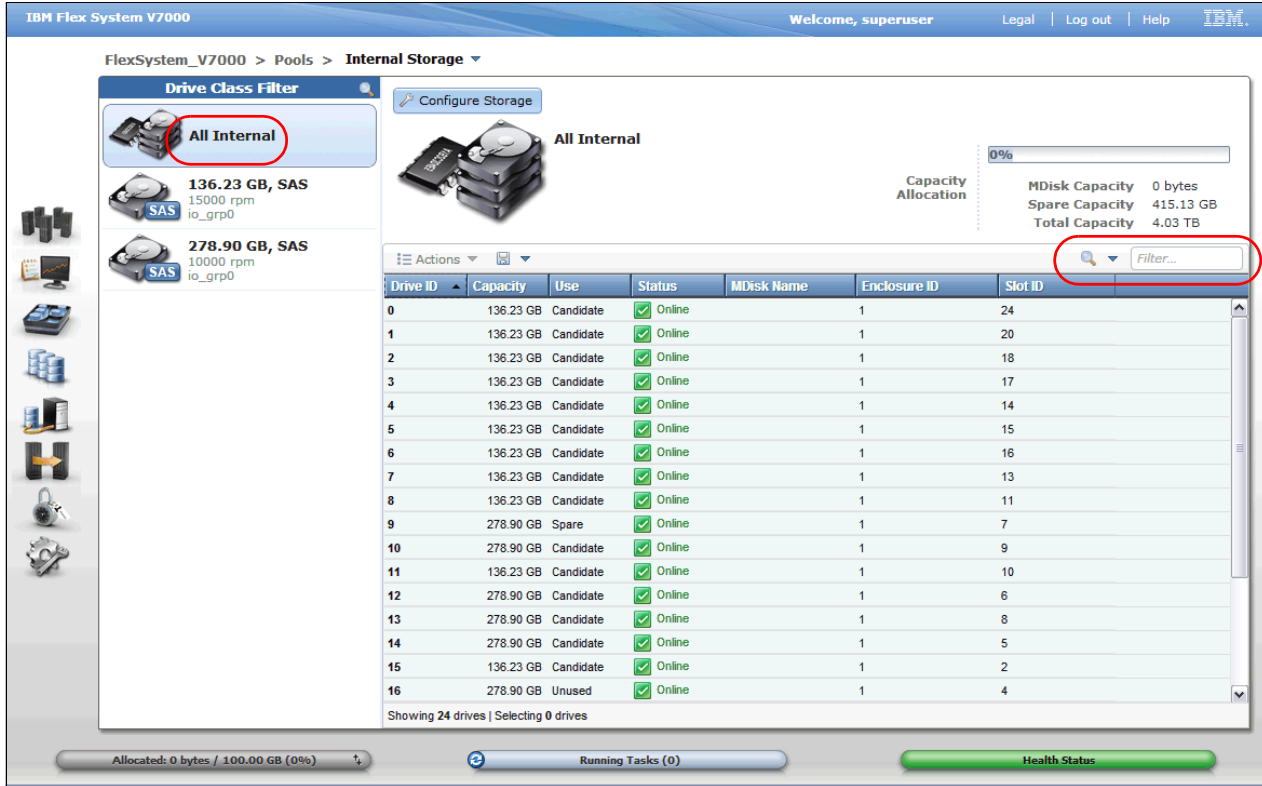 IBM Flex System V7000 Welcome, superuser Legal | Log out | Help IBM.
FlexSystem_V7000 > Pools > Internal Storage
Drive Class Filter
All Internal
136.23 GB, SAS
15000 rpm
io_grp0
SAS
278.90 GB, SAS
10000 rpm
io_grp0
SAS
Configure Storage
All Internal
Capacity Allocation
0%
MDisk Capacity 0 bytes
Spare Capacity 415.13 GB
Total Capacity 4.03 TB
Actions Filter...
Drive ID Capacity Use Status MDisk Name Enclosure ID Slot ID
0 136.23 GB Candidate Online 1 24
1 136.23 GB Candidate Online 1 20
2 136.23 GB Candidate Online 1 18
3 136.23 GB Candidate Online 1 17
4 136.23 GB Candidate Online 1 14
5 136.23 GB Candidate Online 1 15
6 136.23 GB Candidate Online 1 16
7 136.23 GB Candidate Online 1 13
8 136.23 GB Candidate Online 1 11
9 278.90 GB Spare Online 1 7
10 278.90 GB Candidate Online 1 9
11 136.23 GB Candidate Online 1 10
12 278.90 GB Candidate Online 1 6
13 278.90 GB Candidate Online 1 8
14 278.90 GB Candidate Online 1 5
15 136.23 GB Candidate Online 1 2
16 278.90 GB Unused Online 1 4
Showing 24 drives | Selecting 0 drives
Allocated: 0 bytes / 100.00 GB (0%) Running Tasks (0) Health Status